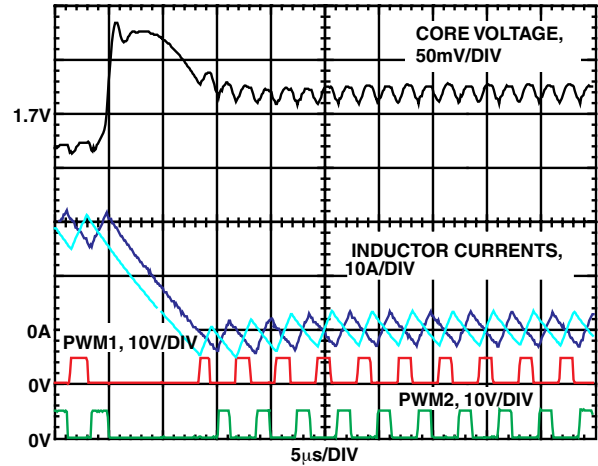 CORE VOLTAGE,
50mV/DIV
1.7V
INDUCTOR CURRENTS,
10A/DIV
0A
PWM1, 10V/DIV
0V
PWM2, 10V/DIV
0V
5µs/DIV